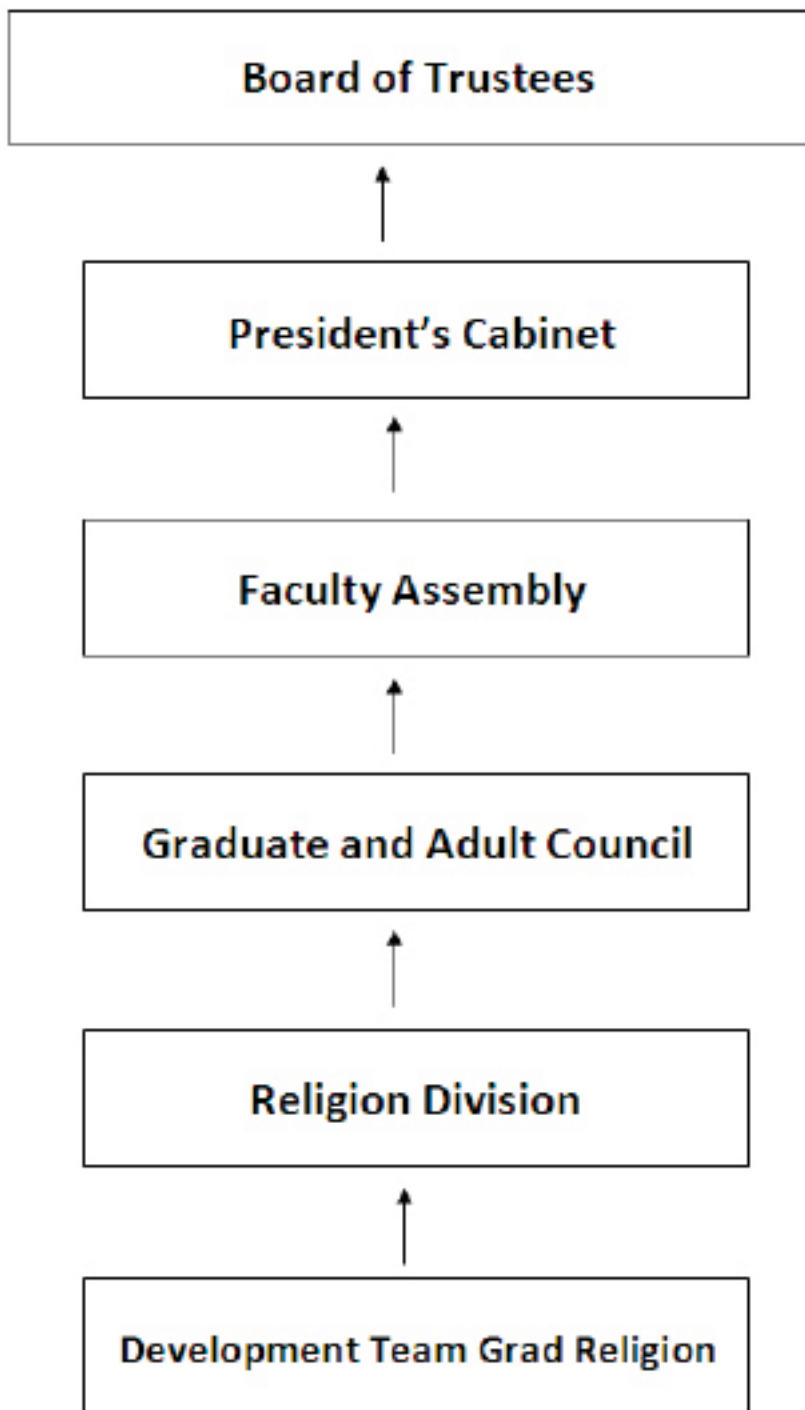 Board of Trustees
President’s Cabinet
Faculty Assembly
Graduate and Adult Council
Religion Division
Development Team Grad Religion